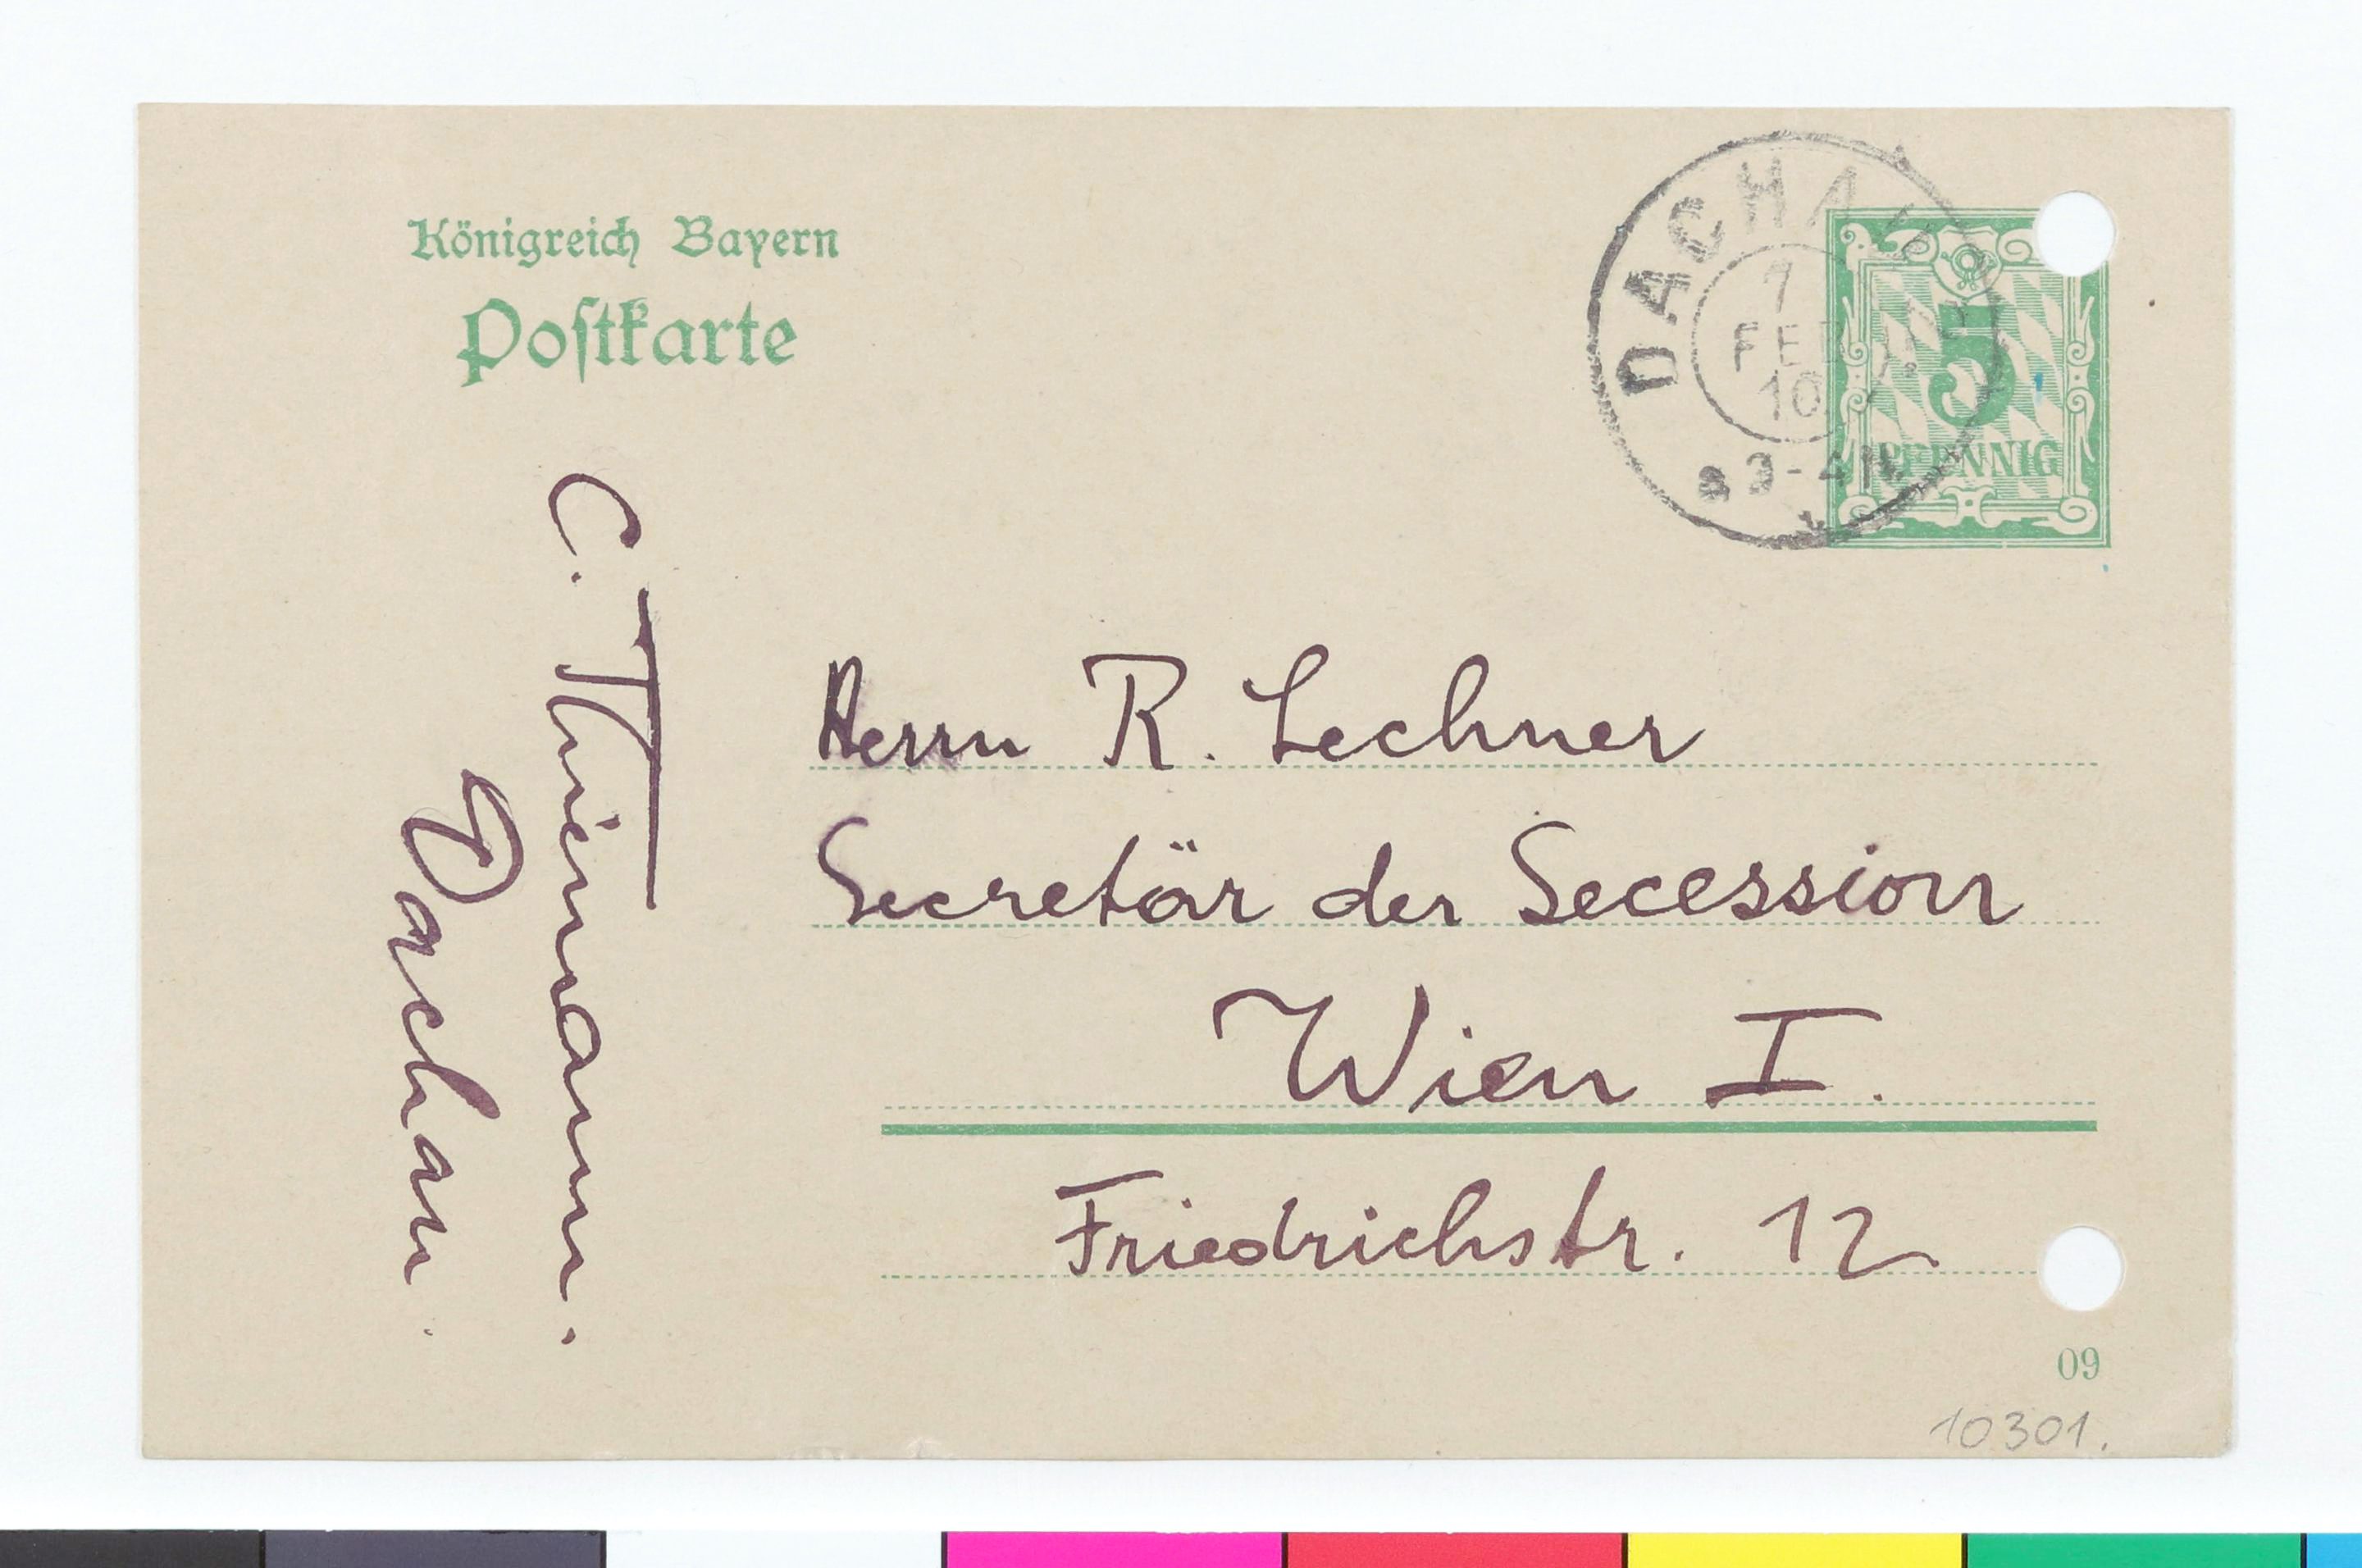 Königreich Bayern
Postkarte
DACHAU
7
FEB
10
3-4N
5
PFENNIG
C. Thiemann.
Dachau.
Herrn R. Lechner
Secretär der Secession
Wien I.
Friedrichstr. 12
09
10301.